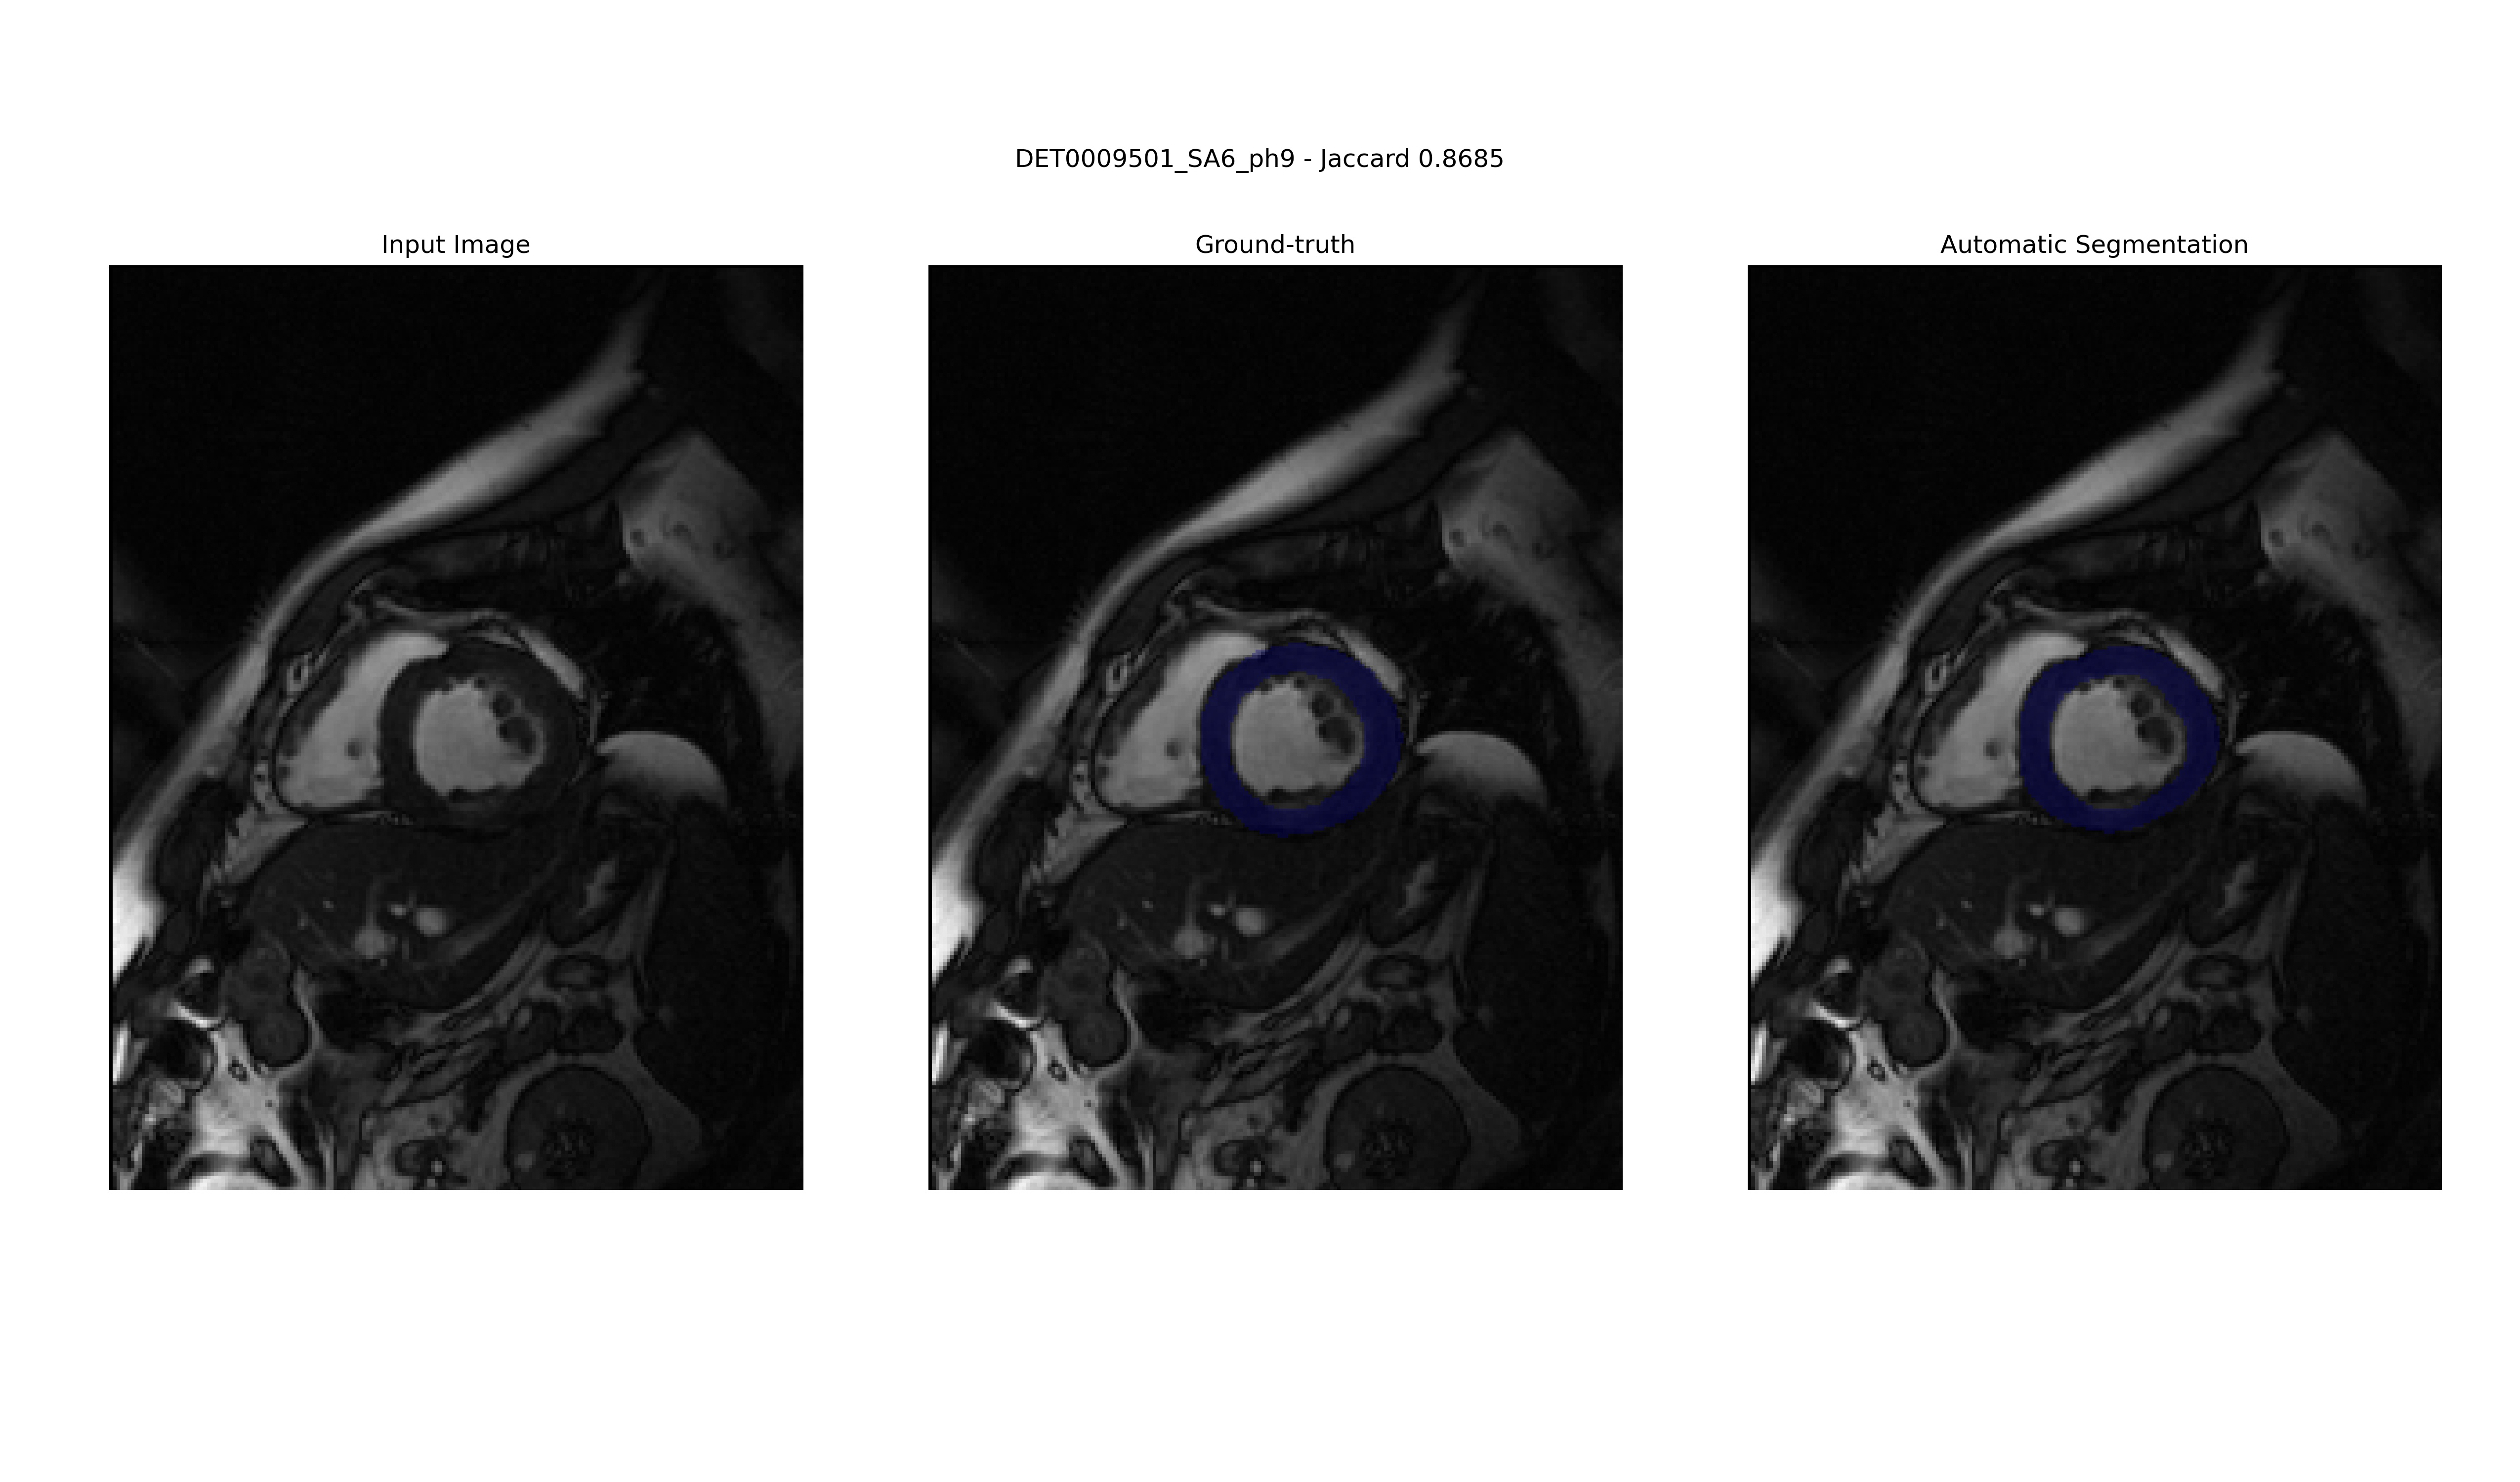 DET0009501_SA6_ph9 - Jaccard 0.8685
Input Image
Ground-truth
Automatic Segmentation